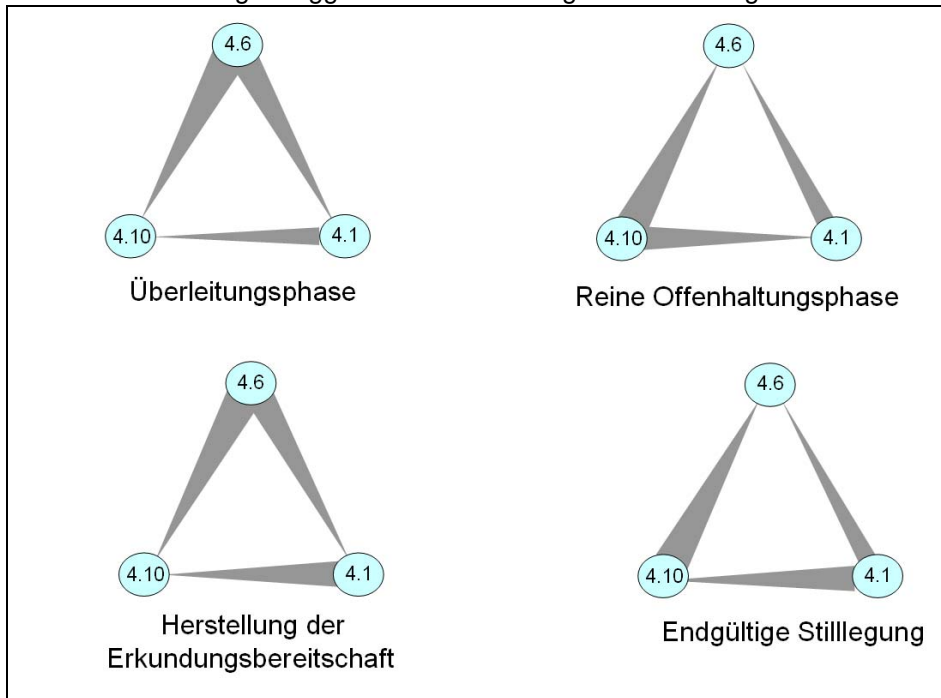 4.6
4.6
4.10
4.1
4.10
4.1
Überleitungsphase
Reine Offenhaltungsphase
4.6
4.6
4.10
4.1
4.10
4.1
Herstellung der
Erkundungsbereitschaft
Endgültige Stilllegung